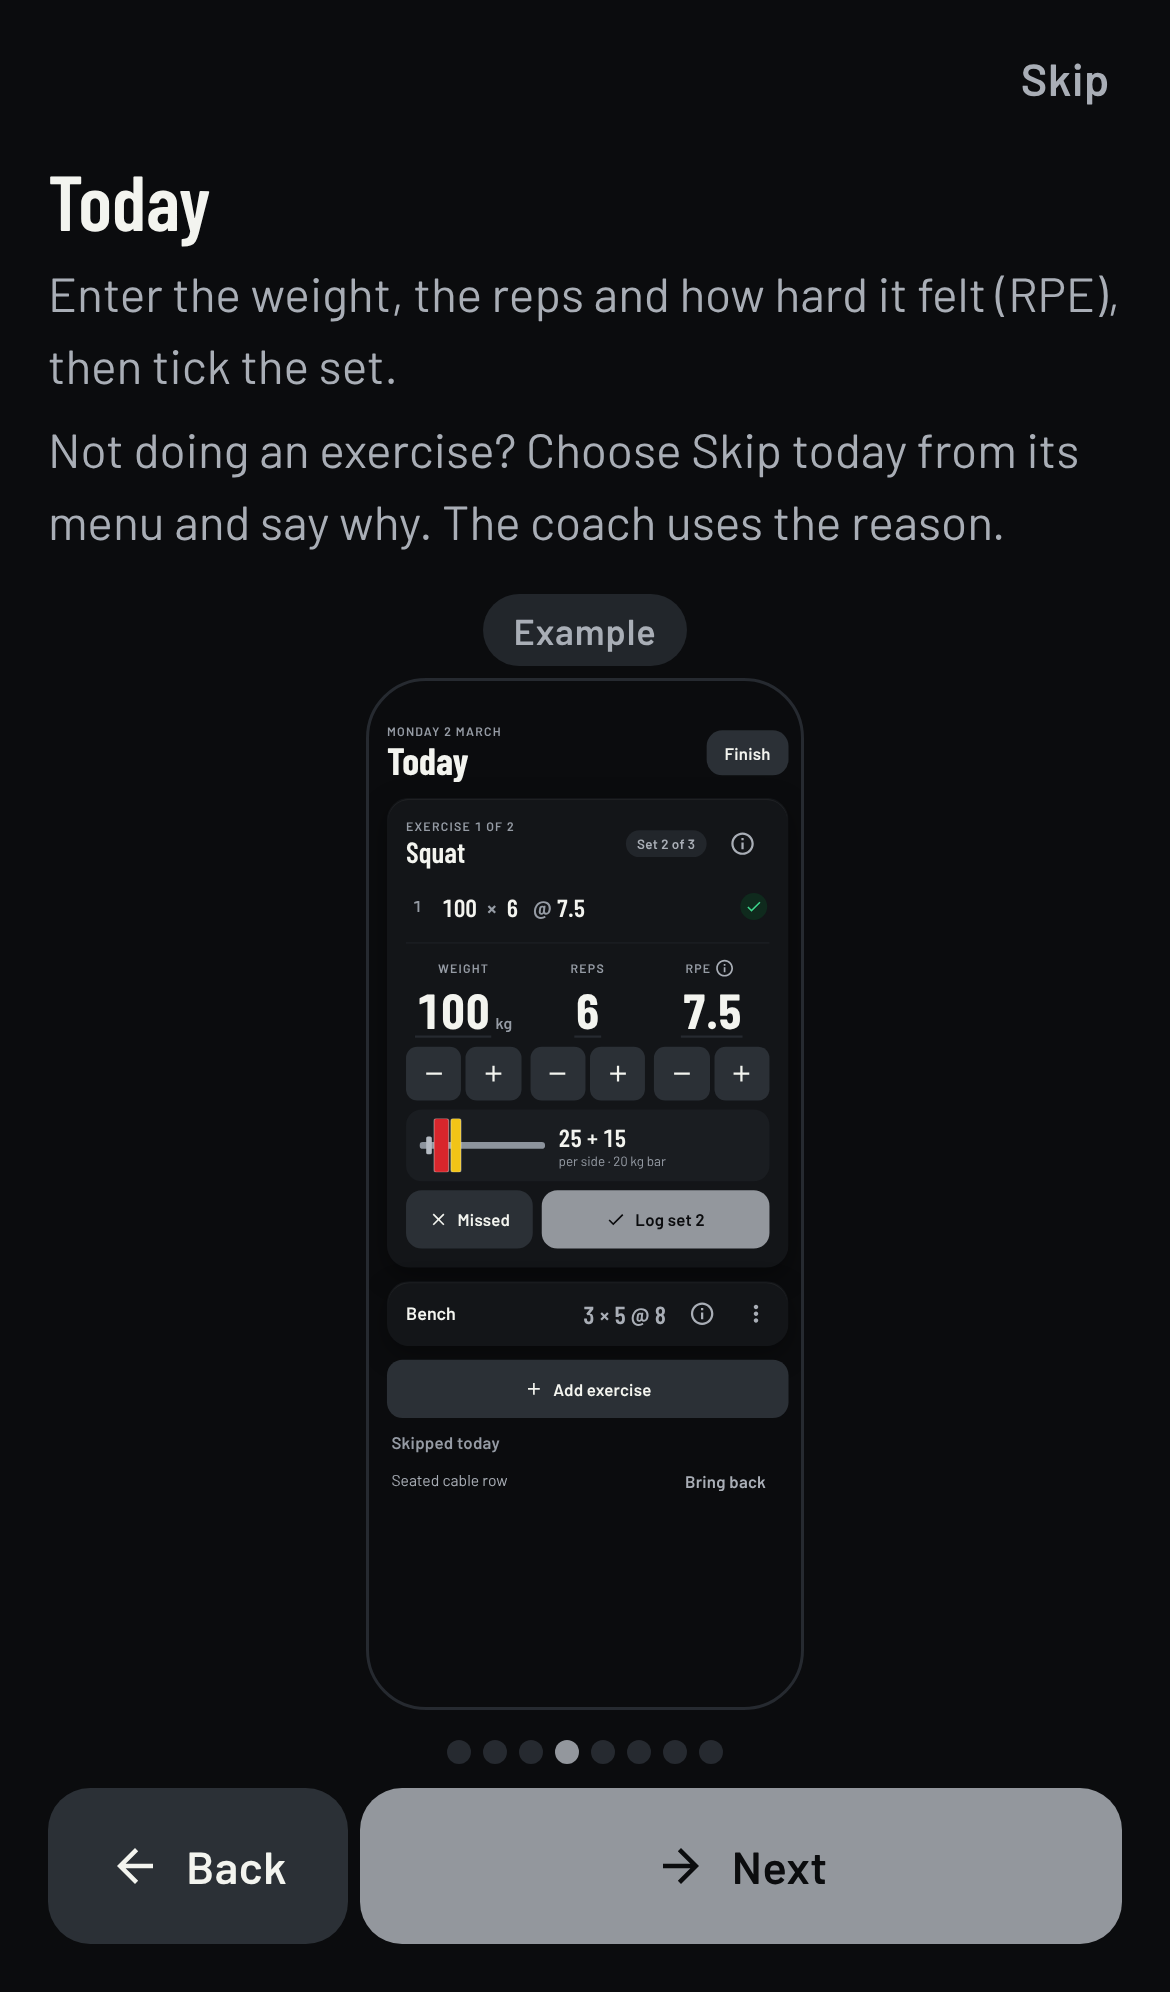 Skip
Today
Enter the weight, the reps and how hard it felt (RPE),
then tick the set.
Not doing an exercise? Choose Skip today from its
menu and say why. The coach uses the reason.
Example
MONDAY 2 MARCH
Today
Finish
EXERCISE 1 OF 2
Squat
Set 2 of 3
1 100 × 6 @ 7.5
WEIGHT REPS RPE
100 kg 6 7.5
25 + 15
per side · 20 kg bar
Missed
Log set 2
Bench 3 × 5 @ 8
Add exercise
Skipped today
Seated cable row Bring back
Back
Next